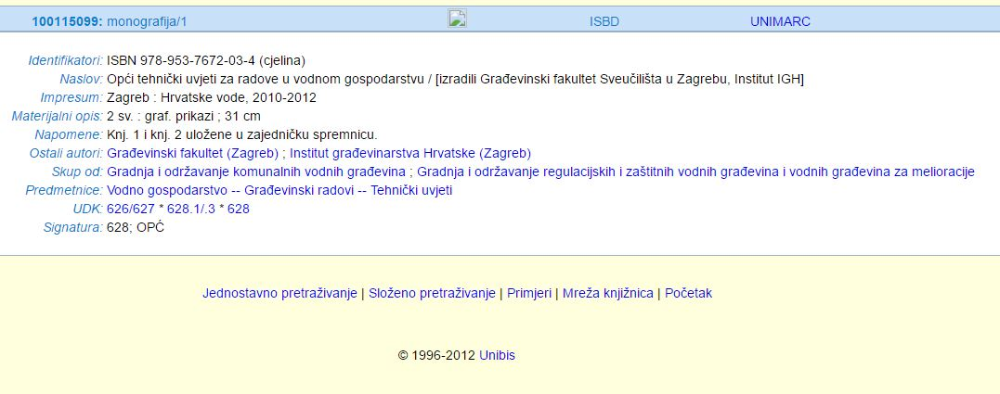 100115099: monografija/1 ISBD UNIMARC
Identifikatori: ISBN 978-953-7672-03-4 (cjelina)
Naslov: Opći tehnički uvjeti za radove u vodnom gospodarstvu / [izradili Građevinski fakultet Sveučilišta u Zagrebu, Institut IGH]
Impresum: Zagreb : Hrvatske vode, 2010-2012
Materijalni opis: 2 sv. : graf. prikazi ; 31 cm
Napomene: Knj. 1 i knj. 2 uložene u zajedničku spremnicu.
Ostali autori: Građevinski fakultet (Zagreb) ; Institut građevinarstva Hrvatske (Zagreb)
Skup od: Gradnja i održavanje komunalnih vodnih građevina ; Gradnja i održavanje regulacijskih i zaštitnih vodnih građevina i vodnih građevina za melioracije
Predmetnice: Vodno gospodarstvo -- Građevinski radovi -- Tehnički uvjeti
UDK: 626/627 * 628.1/.3 * 628
Signatura: 628; OPĆ
Jednostavno pretraživanje | Složeno pretraživanje | Primjeri | Mreža knjižnica | Početak
© 1996-2012 Unibis